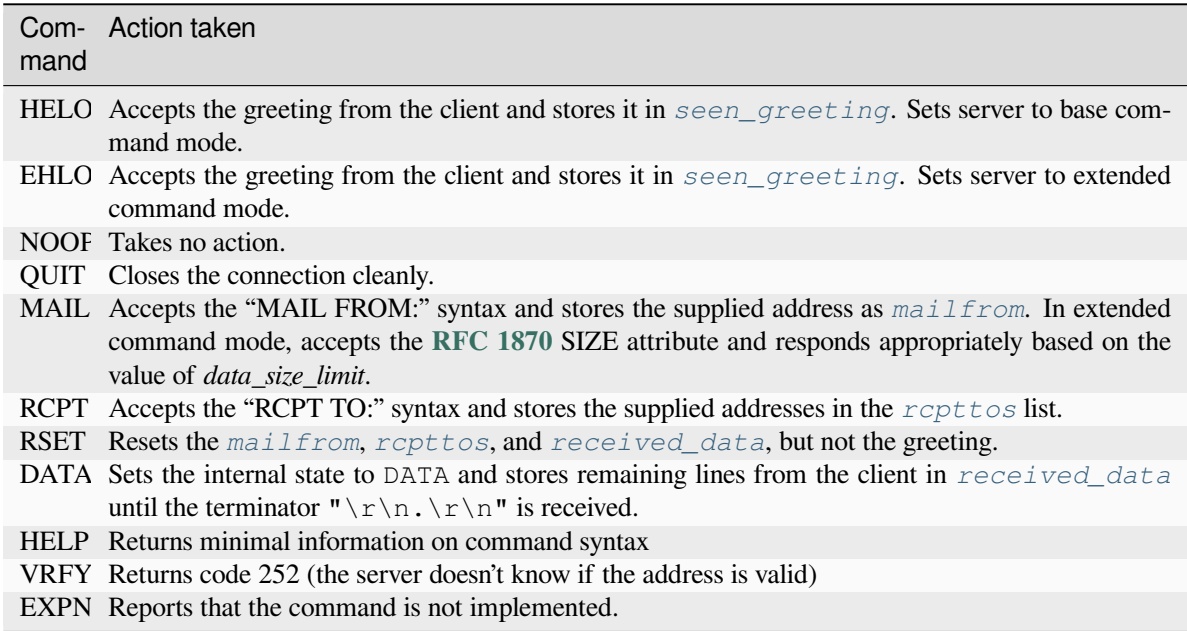 Com- Action taken
mand
HELO Accepts the greeting from the client and stores it in seen_greeting. Sets server to base com-
mand mode.
EHLO Accepts the greeting from the client and stores it in seen_greeting. Sets server to extended
command mode.
NOOP Takes no action.
QUIT Closes the connection cleanly.
MAIL Accepts the “MAIL FROM:” syntax and stores the supplied address as mailfrom. In extended
command mode, accepts the RFC 1870 SIZE attribute and responds appropriately based on the
value of data_size_limit.
RCPT Accepts the “RCPT TO:” syntax and stores the supplied addresses in the rcpttos list.
RSET Resets the mailfrom, rcpttos, and received_data, but not the greeting.
DATA Sets the internal state to DATA and stores remaining lines from the client in received_data
until the terminator "\r\n.\r\n" is received.
HELP Returns minimal information on command syntax
VRFY Returns code 252 (the server doesn’t know if the address is valid)
EXPN Reports that the command is not implemented.